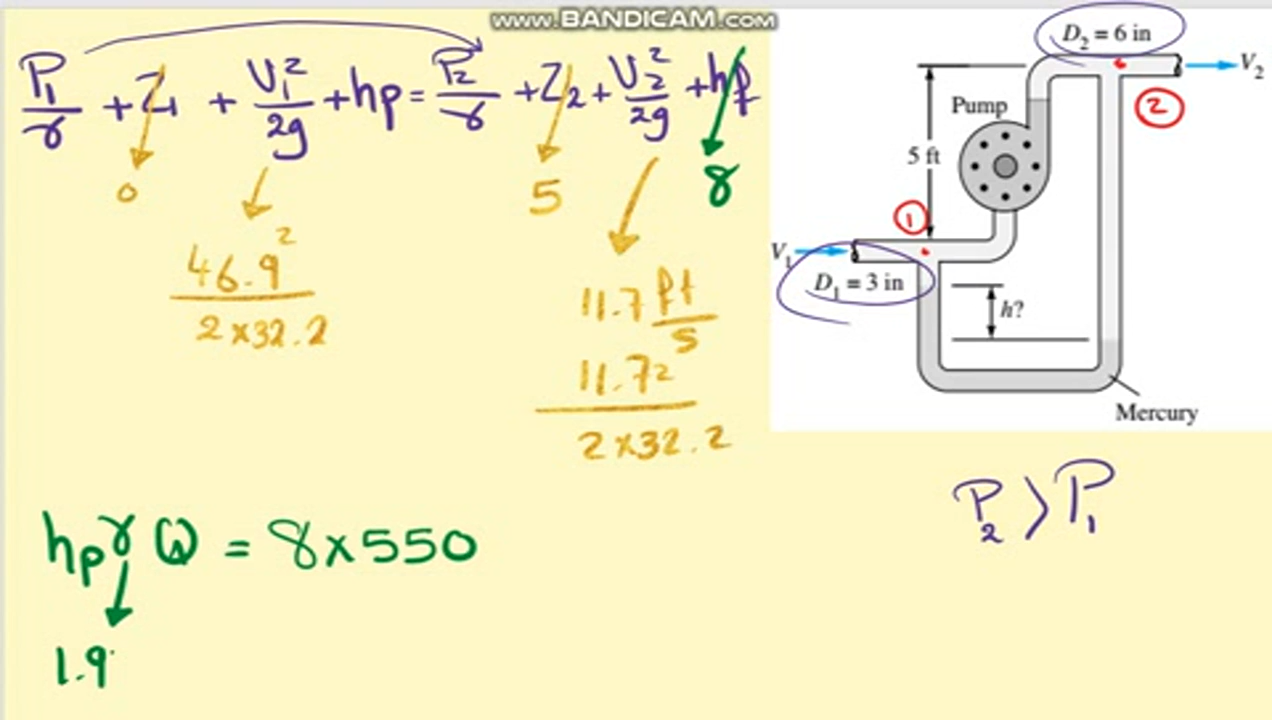 www.BANDICAM.com
P₁/γ + Z₁ + V₁²/2g + hp = P₂/γ + Z₂ + V₂²/2g + hf
0
5
8
46.9²
2×32.2
11.7 ft/s
11.7²
2×32.2
hp γ Q = 8×550
1.9
D₂ = 6 in
V₂
Pump
2
5 ft
1
V₁
D₁ = 3 in
h?
Mercury
P₂ > P₁